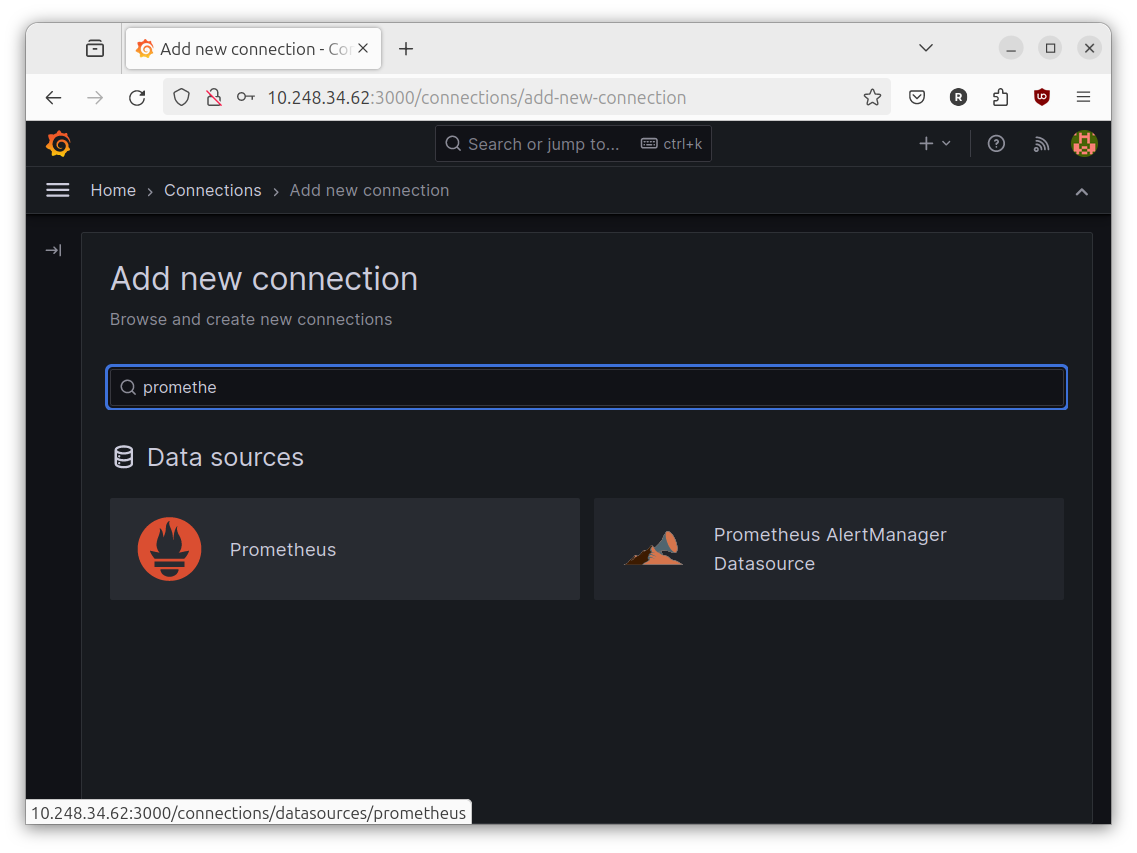 Add new connection - Co
10.248.34.62:3000/connections/add-new-connection
R
Search or jump to...
ctrl+k
Home › Connections › Add new connection
Add new connection
Browse and create new connections
promethe
Data sources
Prometheus
Prometheus AlertManager
Datasource
10.248.34.62:3000/connections/datasources/prometheus